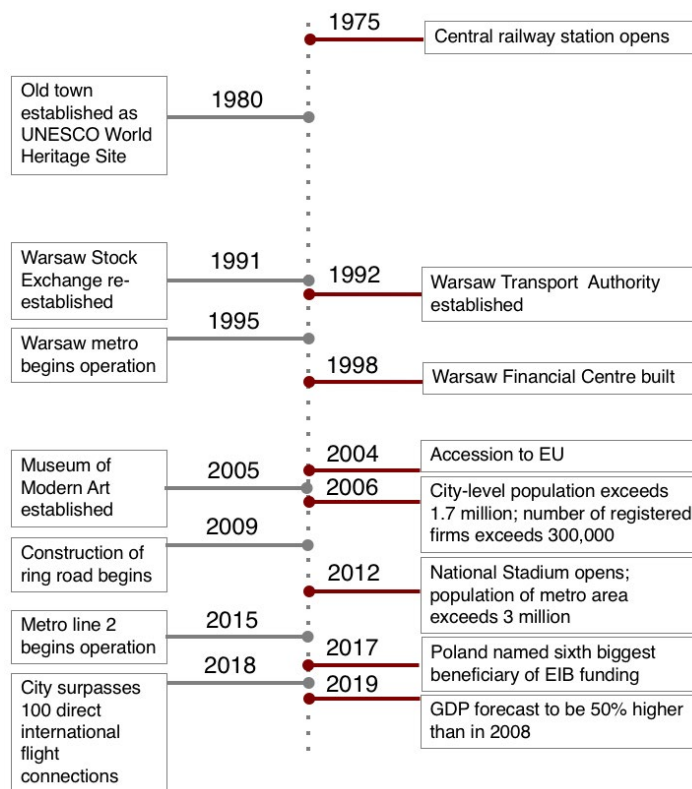 1975
Central railway station opens
1980
Old town
established as
UNESCO World
Heritage Site
1991
Warsaw Stock
Exchange re-
established
1992
Warsaw Transport Authority
established
1995
Warsaw metro
begins operation
1998
Warsaw Financial Centre built
2004
Accession to EU
2005
Museum of
Modern Art
established
2006
City-level population exceeds
1.7 million; number of registered
firms exceeds 300,000
2009
Construction of
ring road begins
2012
National Stadium opens;
population of metro area
exceeds 3 million
2015
Metro line 2
begins operation
2017
Poland named sixth biggest
beneficiary of EIB funding
2018
City surpasses
100 direct
international
flight
connections
2019
GDP forecast to be 50% higher
than in 2008